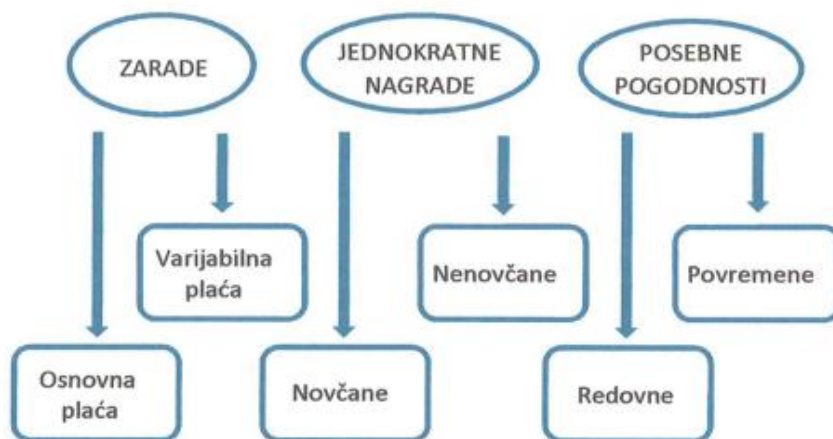 ZARADE
JEDNOKRATNE
NAGRADE
POSEBNE
POGODNOSTI
Varijabilna
plaća
Nenovčane
Povremene
Osnovna
plaća
Novčane
Redovne